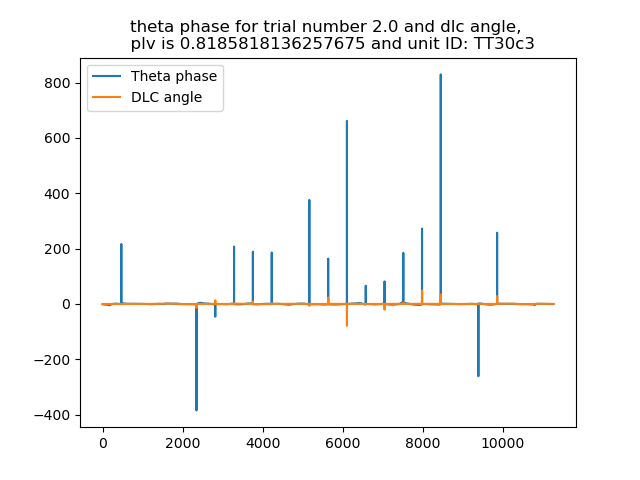 theta phase for trial number 2.0 and dlc angle,
plv is 0.8185818136257675 and unit ID: TT30c3
Theta phase
DLC angle
800
600
400
200
0
−200
−400
0 2000 4000 6000 8000 10000